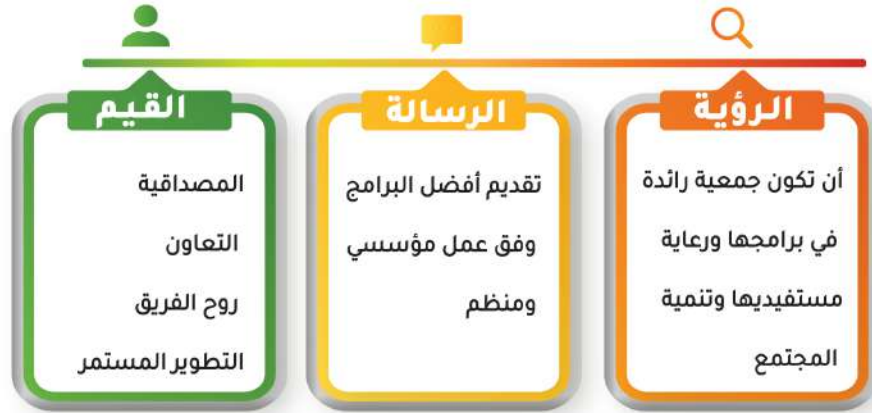 الرؤية
أن تكون جمعية رائدة
في برامجها ورعاية
مستفيديها وتنمية
المجتمع
الرسالة
تقديم أفضل البرامج
وفق عمل مؤسسي
ومنظم
القيم
المصداقية
التعاون
روح الفريق
التطوير المستمر